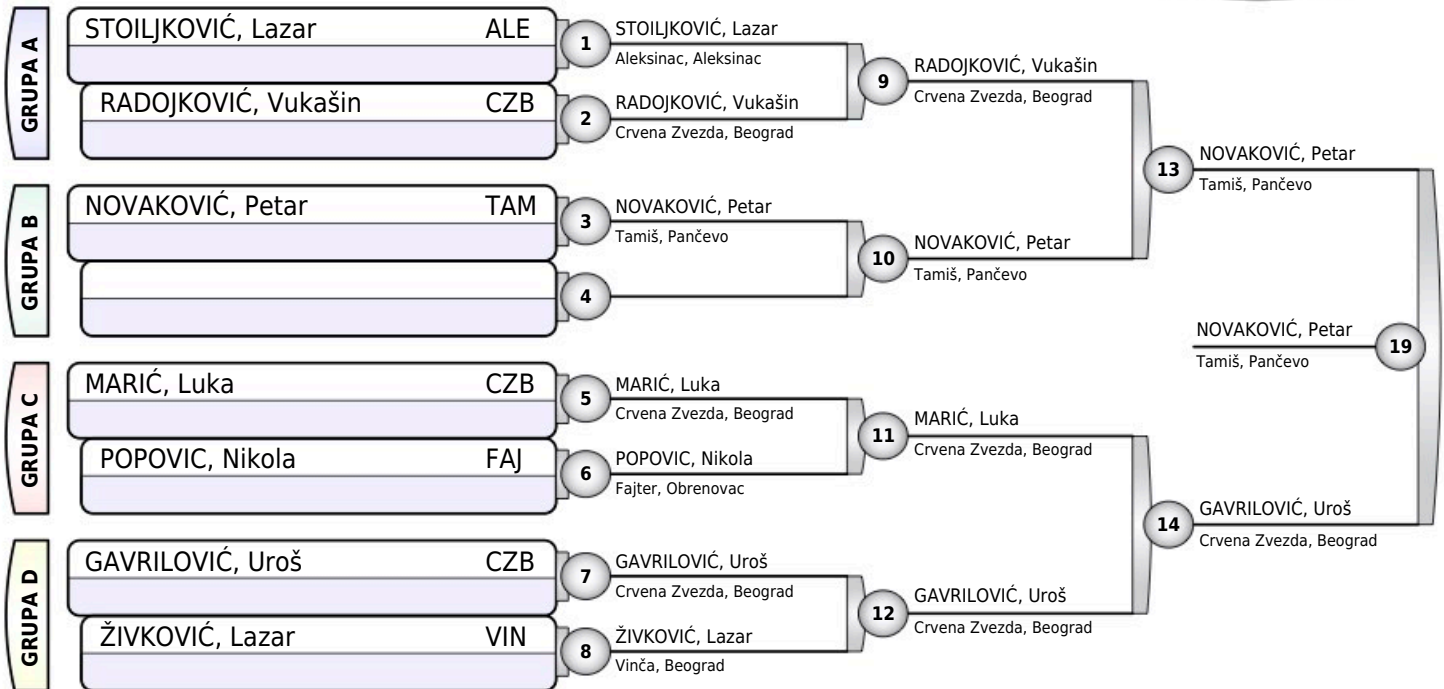 GRUPA A
STOILJKOVIĆ, Lazar ALE
RADOJKOVIĆ, Vukašin CZB
1
STOILJKOVIĆ, Lazar
Aleksinac, Aleksinac
2
RADOJKOVIĆ, Vukašin
Crvena Zvezda, Beograd
9
RADOJKOVIĆ, Vukašin
Crvena Zvezda, Beograd
GRUPA B
NOVAKOVIĆ, Petar TAM
3
NOVAKOVIĆ, Petar
Tamiš, Pančevo
4
10
NOVAKOVIĆ, Petar
Tamiš, Pančevo
13
NOVAKOVIĆ, Petar
Tamiš, Pančevo
GRUPA C
MARIĆ, Luka CZB
POPOVIC, Nikola FAJ
5
MARIĆ, Luka
Crvena Zvezda, Beograd
6
POPOVIC, Nikola
Fajter, Obrenovac
11
MARIĆ, Luka
Crvena Zvezda, Beograd
GRUPA D
GAVRILOVIĆ, Uroš CZB
ŽIVKOVIĆ, Lazar VIN
7
GAVRILOVIĆ, Uroš
Crvena Zvezda, Beograd
8
ŽIVKOVIĆ, Lazar
Vinča, Beograd
12
GAVRILOVIĆ, Uroš
Crvena Zvezda, Beograd
14
GAVRILOVIĆ, Uroš
Crvena Zvezda, Beograd
NOVAKOVIĆ, Petar
Tamiš, Pančevo
19